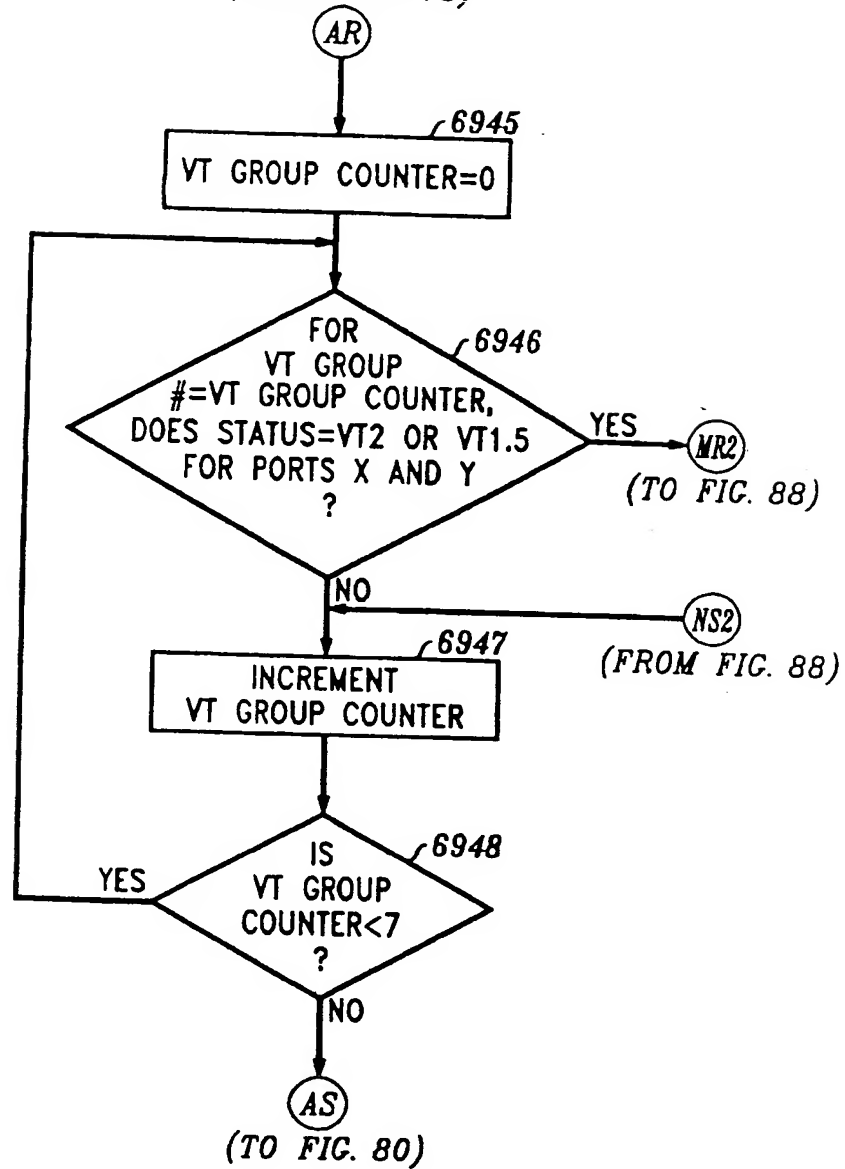 AR
6945
VT GROUP COUNTER=0
FOR
VT GROUP
#=VT GROUP COUNTER,
DOES STATUS=VT2 OR VT1.5
FOR PORTS X AND Y
?
6946
YES
MR2
(TO FIG. 88)
NO
NS2
(FROM FIG. 88)
6947
INCREMENT
VT GROUP COUNTER
6948
IS
VT GROUP
COUNTER<7
?
YES
NO
AS
(TO FIG. 80)